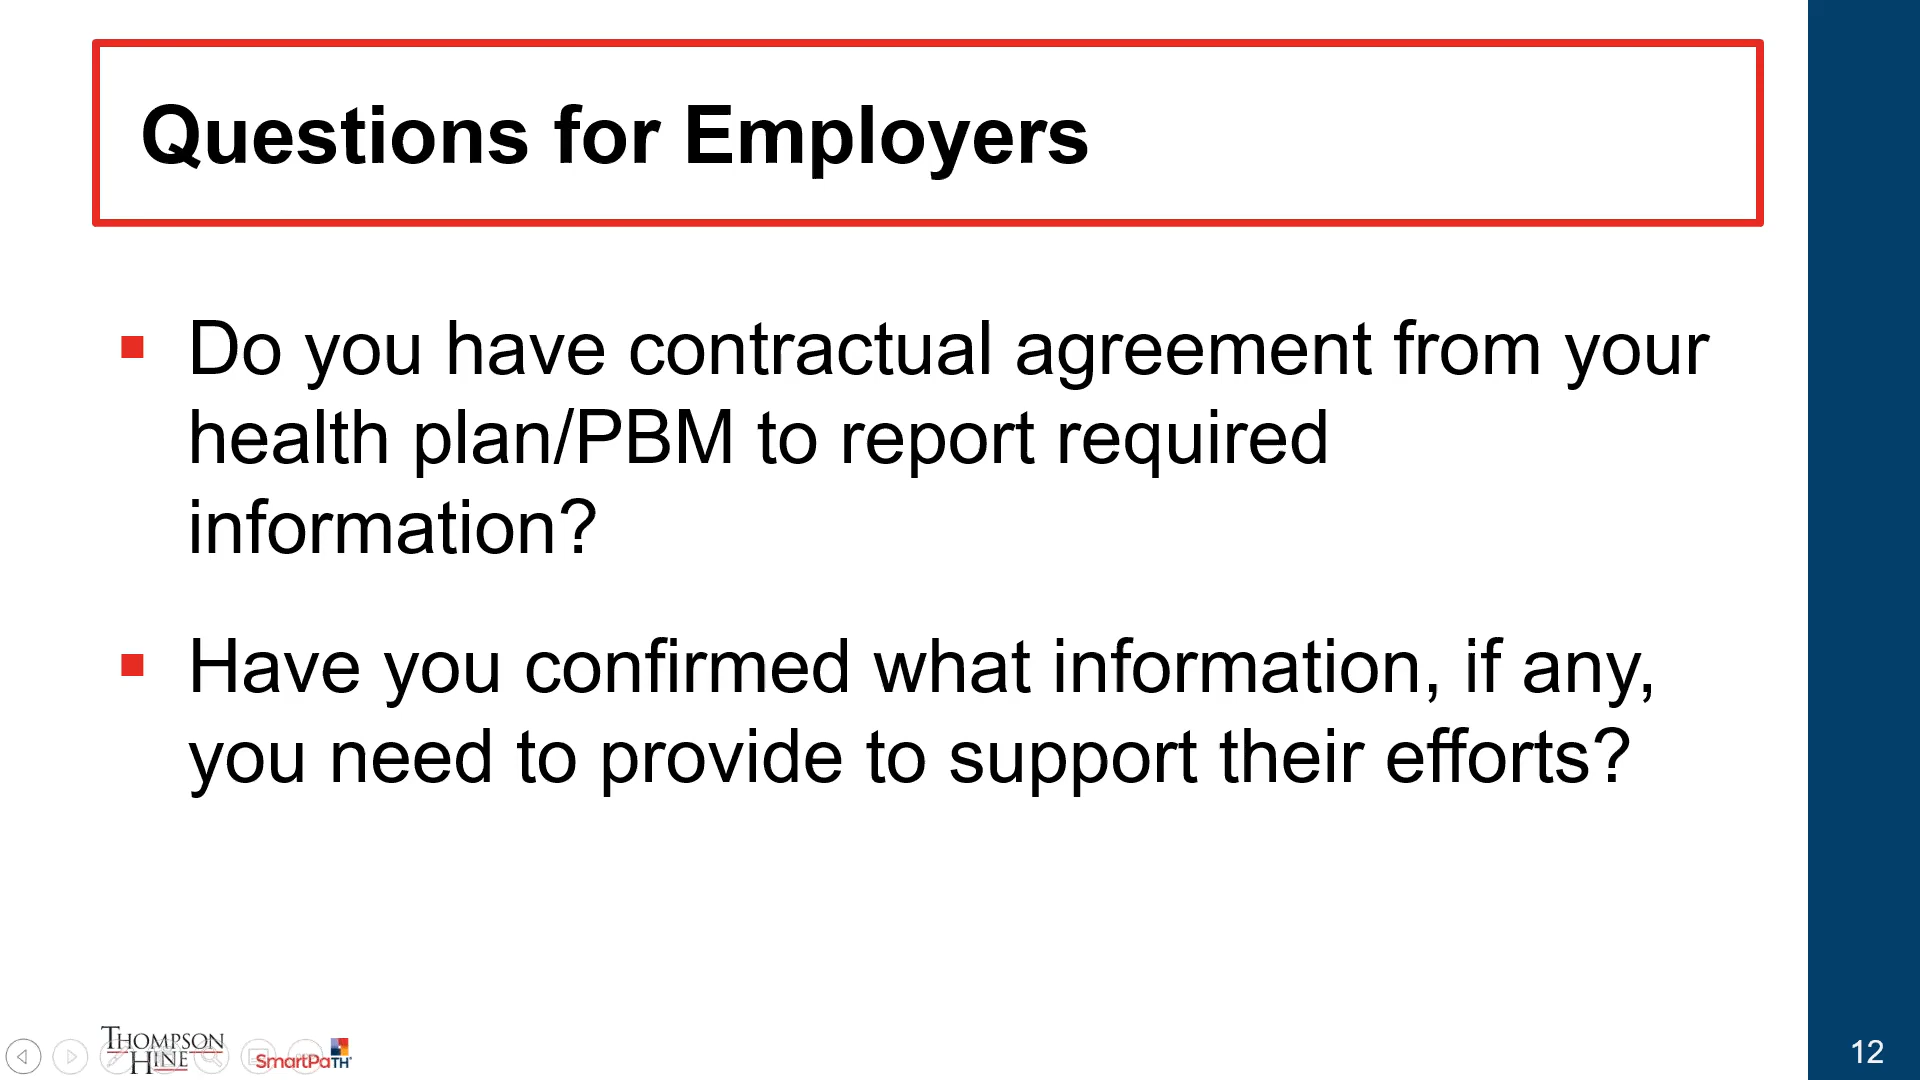 Questions for Employers
Do you have contractual agreement from your
health plan/PBM to report required
information?
Have you confirmed what information, if any,
you need to provide to support their efforts?
THOMPSON
HINE
SmartPaTH
12